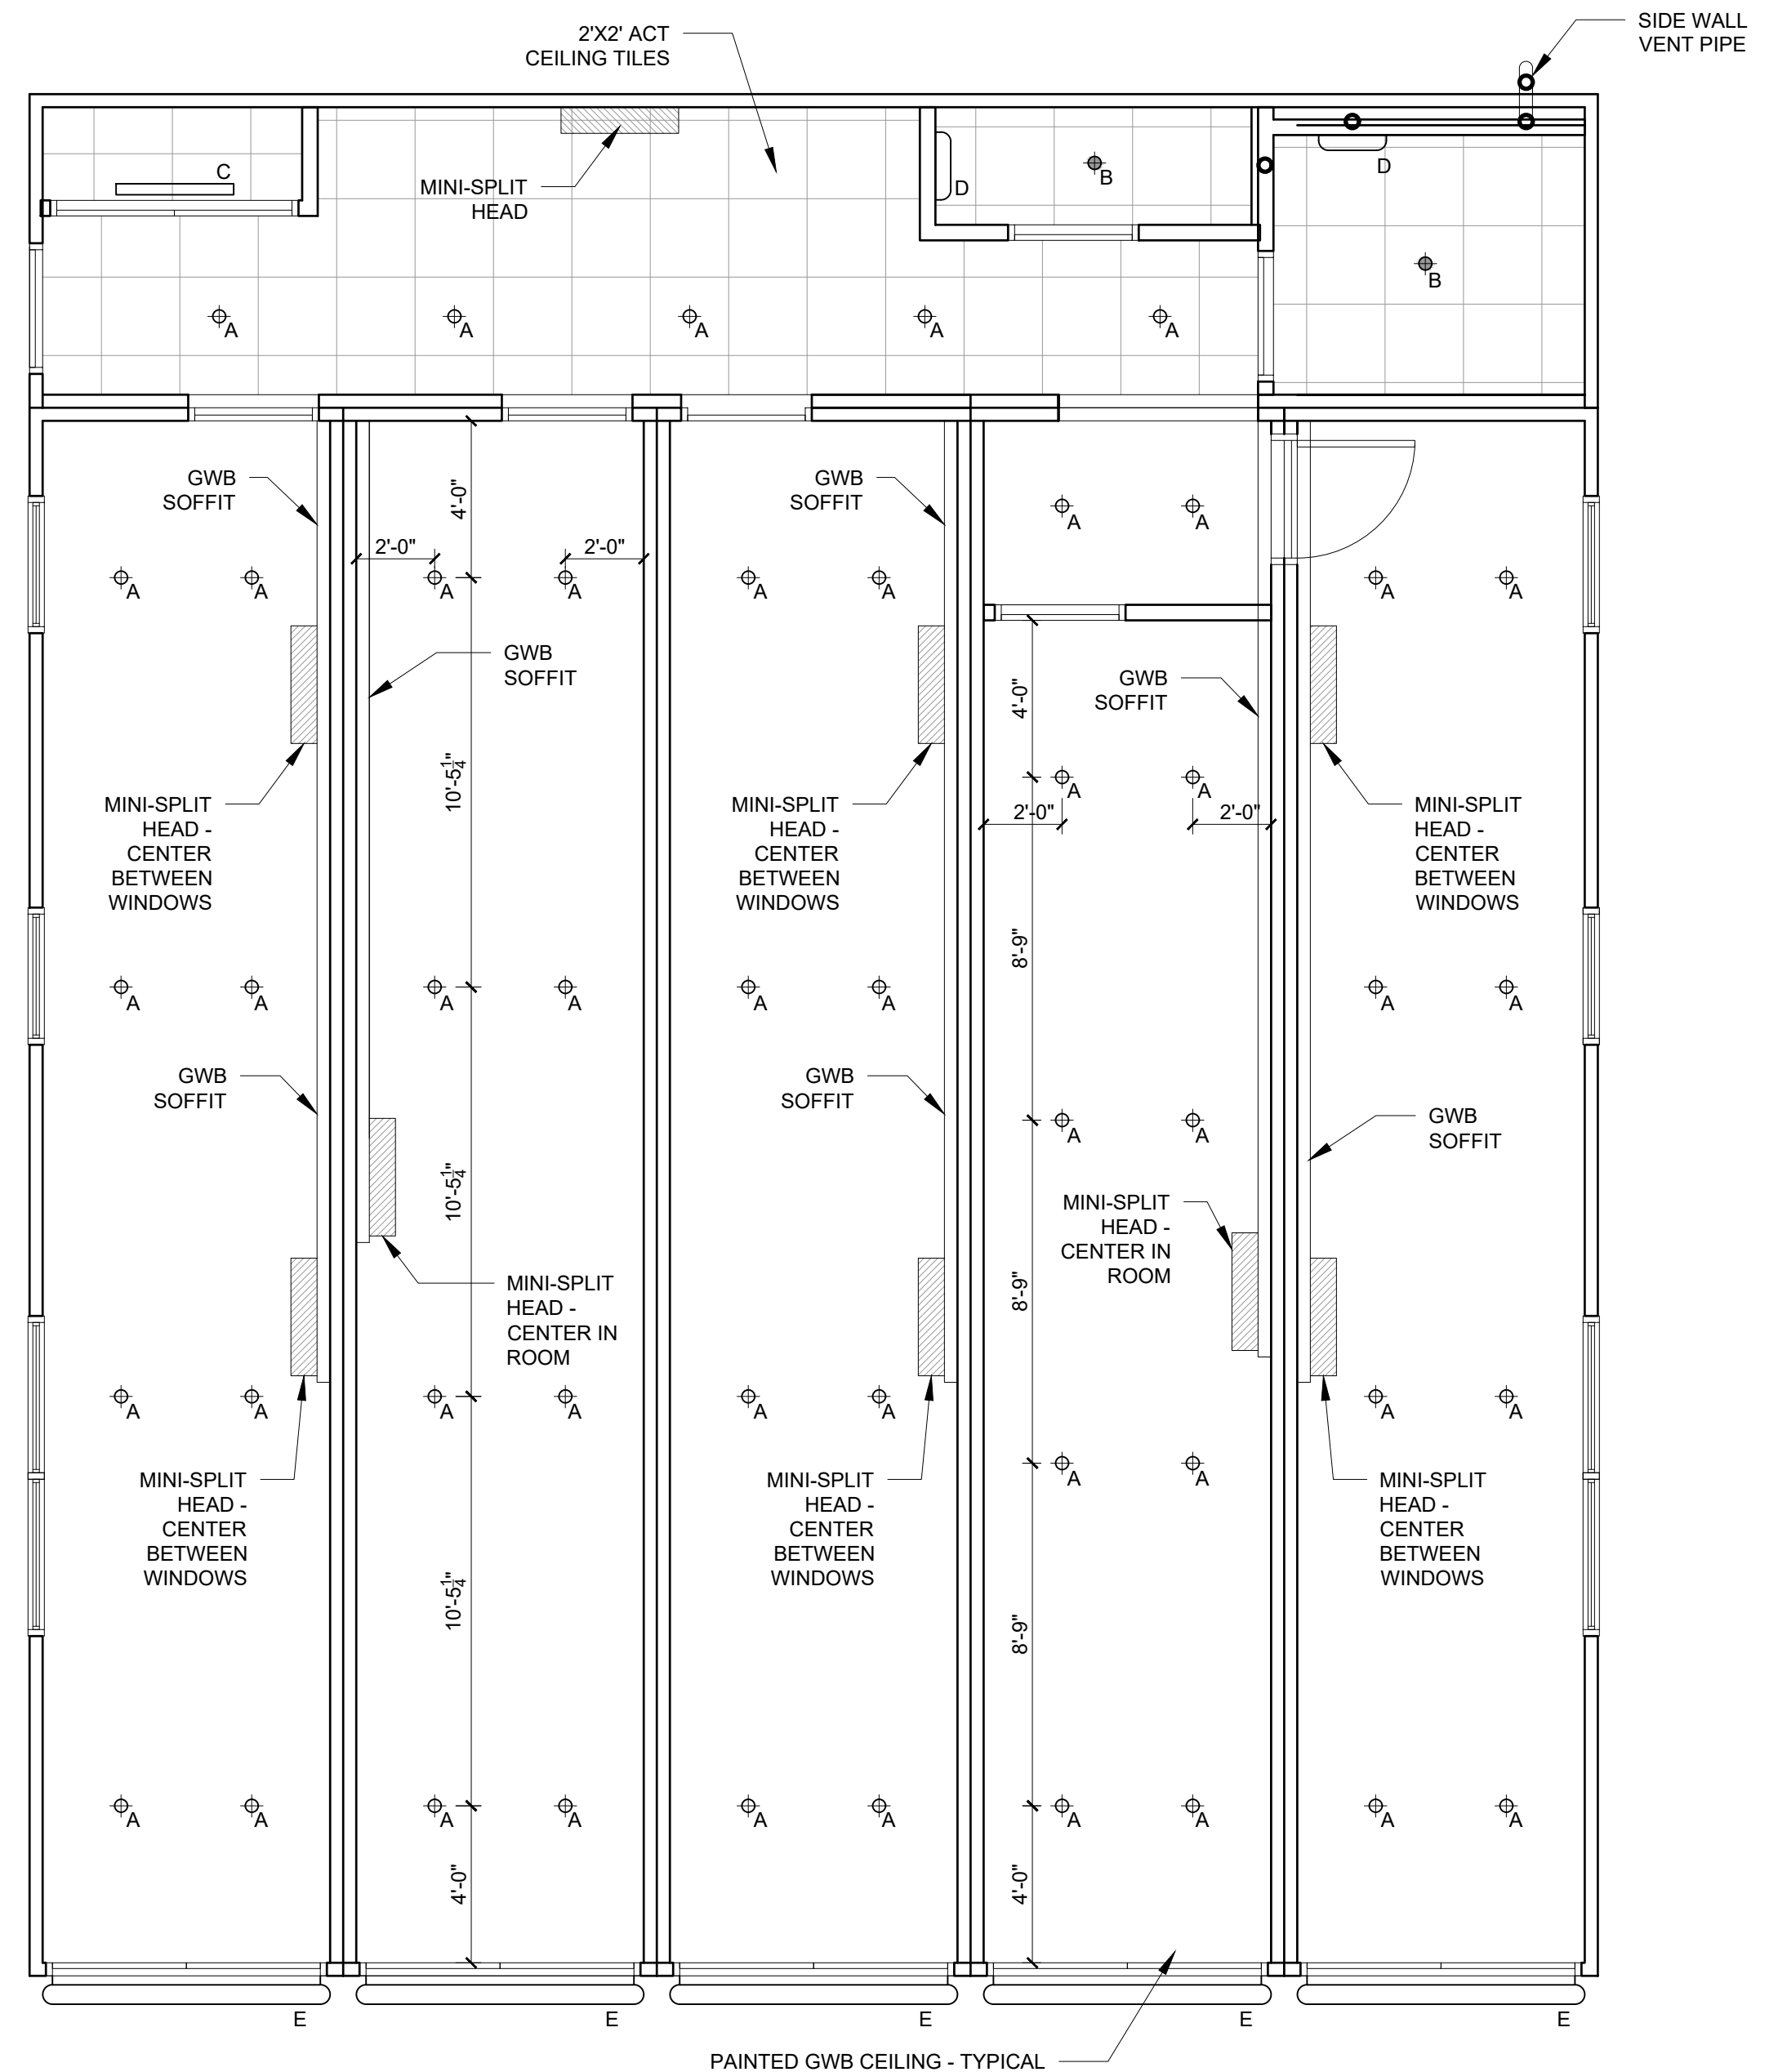 SIDE WALL
VENT PIPE
2'X2' ACT
CEILING TILES
C
MINI-SPLIT
HEAD
D
B
D
B
A A A A A
GWB
SOFFIT
4'-0"
GWB
SOFFIT
A A
2'-0" 2'-0"
A A A A A A A A
GWB
SOFFIT
GWB
SOFFIT
4'-0"
10'-5 1/4"
MINI-SPLIT
HEAD -
CENTER
BETWEEN
WINDOWS
MINI-SPLIT
HEAD -
CENTER
BETWEEN
WINDOWS
A A
2'-0" 2'-0"
MINI-SPLIT
HEAD -
CENTER
BETWEEN
WINDOWS
8'-9"
A A A A A A A A
GWB
SOFFIT
GWB
SOFFIT
A A
GWB
SOFFIT
10'-5 1/4"
MINI-SPLIT
HEAD -
CENTER IN
ROOM
MINI-SPLIT
HEAD -
CENTER IN
ROOM
8'-9"
A A A A A A A A
A A
MINI-SPLIT
HEAD -
CENTER
BETWEEN
WINDOWS
MINI-SPLIT
HEAD -
CENTER
BETWEEN
WINDOWS
MINI-SPLIT
HEAD -
CENTER
BETWEEN
WINDOWS
10'-5 1/4"
8'-9"
A A A A A A A A A A
4'-0"
4'-0"
E E E E E
PAINTED GWB CEILING - TYPICAL